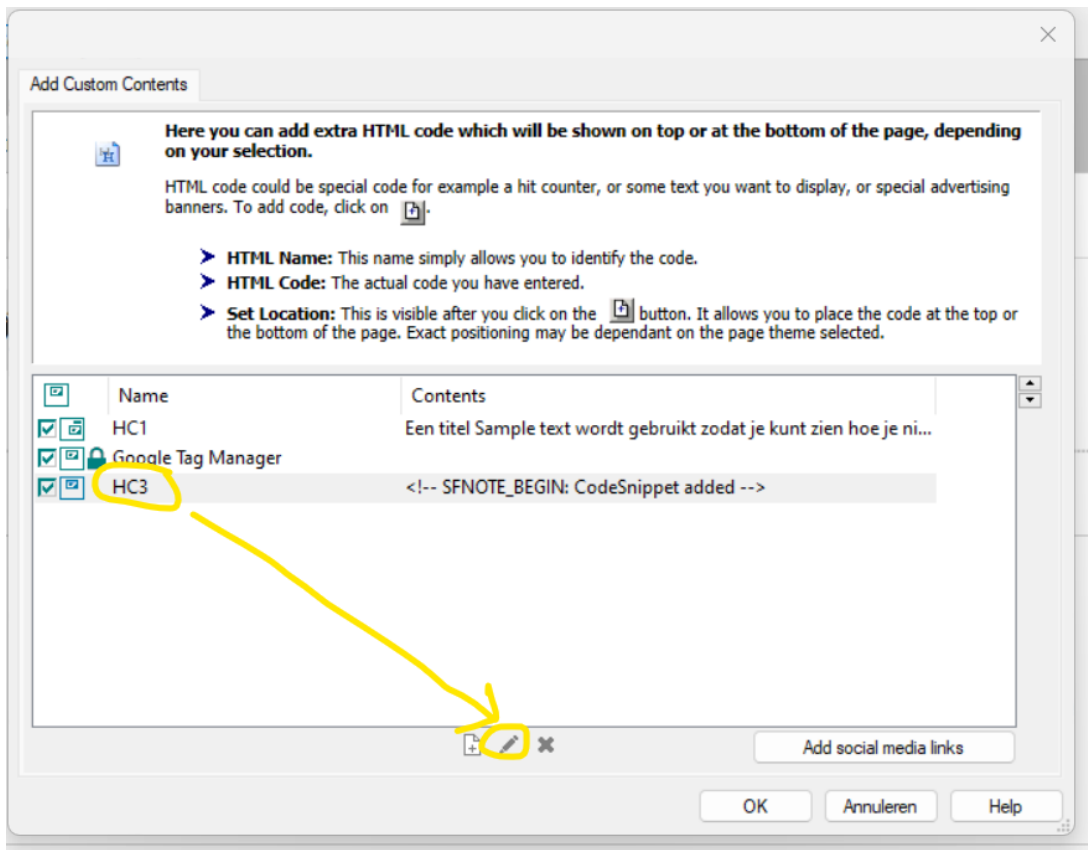 Add Custom Contents
Here you can add extra HTML code which will be shown on top or at the bottom of the page, depending
on your selection.
HTML code could be special code for example a hit counter, or some text you want to display, or special advertising
banners. To add code, click on .
HTML Name: This name simply allows you to identify the code.
HTML Code: The actual code you have entered.
Set Location: This is visible after you click on the button. It allows you to place the code at the top or
the bottom of the page. Exact positioning may be dependant on the page theme selected.
Name Contents
HC1 Een titel Sample text wordt gebruikt zodat je kunt zien hoe je ni...
Google Tag Manager
HC3 <!-- SFNOTE_BEGIN: CodeSnippet added -->
Add social media links
OK Annuleren Help